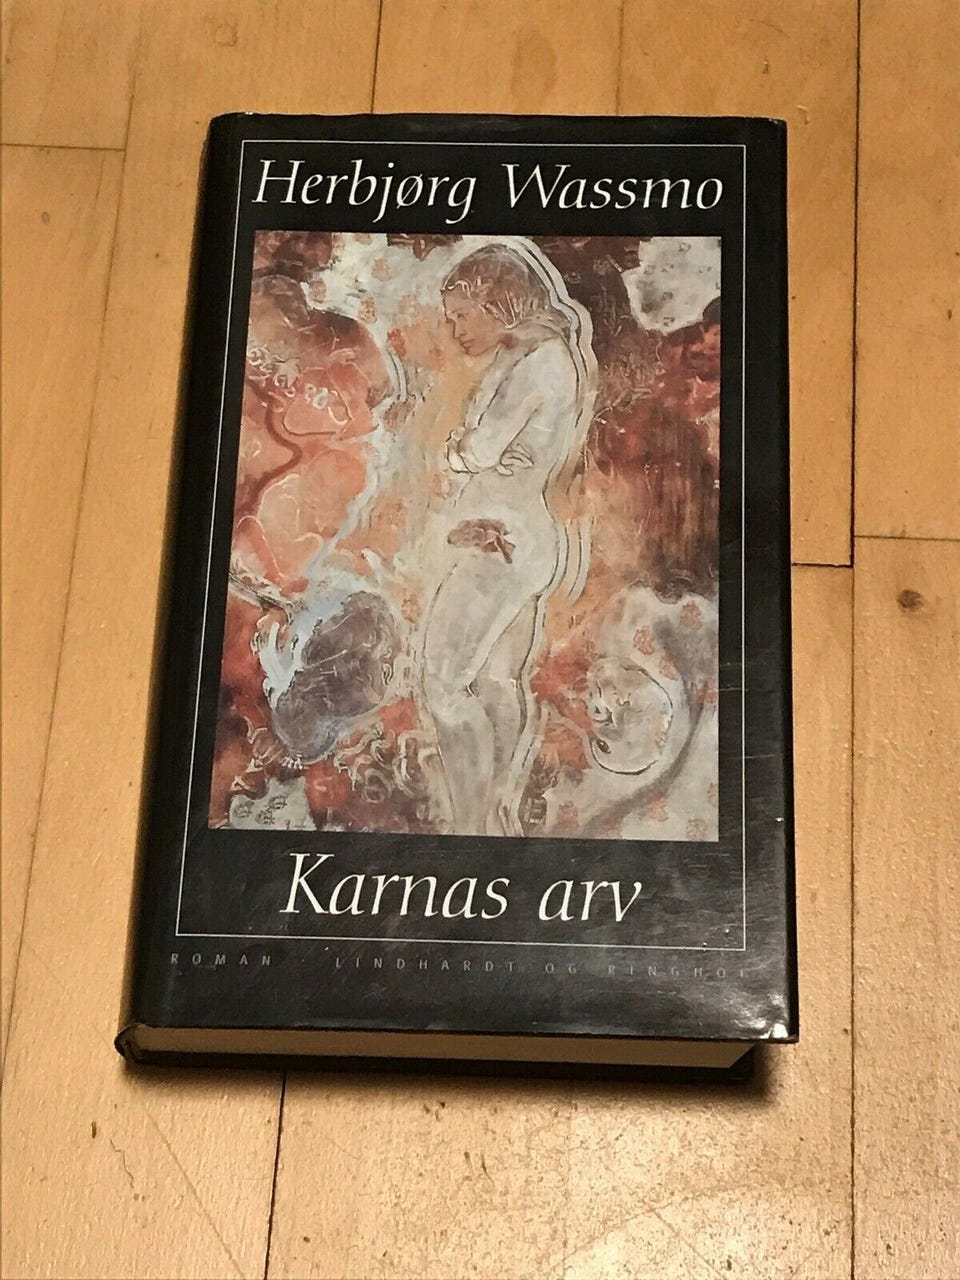 Herbjørg Wassmo
Karnas arv
ROMAN · LINDHARDT OG RINGHOF